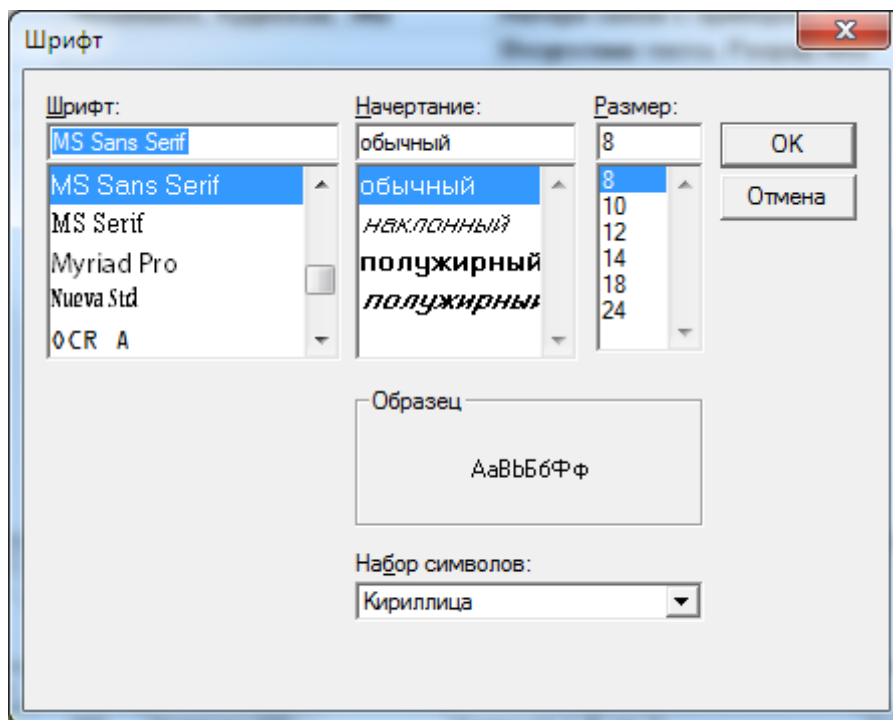 Шрифт
Шрифт:
MS Sans Serif
MS Sans Serif
MS Serif
Myriad Pro
Nueva Std
OCR A
Начертание:
обычный
обычный
наклонный
полужирный
полужирны
Размер:
8
8
10
12
14
18
24
OK
Отмена
Образец
АаВbБбФф
Набор символов:
Кириллица